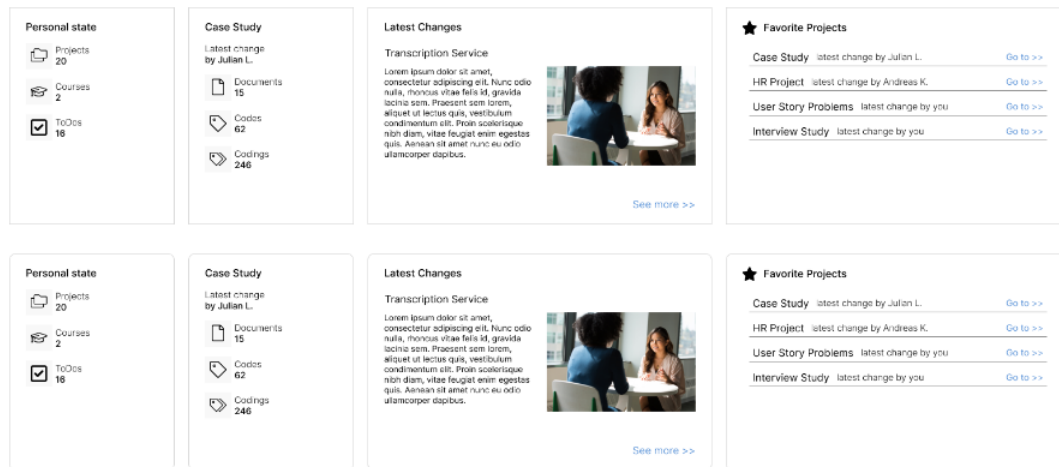 Personal state
Projects
20
Courses
2
ToDos
16
Case Study
Latest change
by Julian L.
Documents
15
Codes
62
Codings
246
Latest Changes
Transcription Service
Lorem ipsum dolor sit amet,
consectetur adipiscing elit. Nunc odio
nulla, rhoncus vitae felis id, gravida
lacinia sem. Praesent sem lorem,
aliquet ut lectus quis, vestibulum
condimentum elit. Proin scelerisque
nibh diam, vitae feugiat enim egestas
quis. Aenean sit amet nunc eu odio
ullamcorper dapibus.
See more >>
Favorite Projects
Case Study latest change by Julian L. Go to >>
HR Project latest change by Andreas K. Go to >>
User Story Problems latest change by you Go to >>
Interview Study latest change by you Go to >>
Personal state
Projects
20
Courses
2
ToDos
16
Case Study
Latest change
by Julian L.
Documents
15
Codes
62
Codings
246
Latest Changes
Transcription Service
Lorem ipsum dolor sit amet,
consectetur adipiscing elit. Nunc odio
nulla, rhoncus vitae felis id, gravida
lacinia sem. Praesent sem lorem,
aliquet ut lectus quis, vestibulum
condimentum elit. Proin scelerisque
nibh diam, vitae feugiat enim egestas
quis. Aenean sit amet nunc eu odio
ullamcorper dapibus.
See more >>
Favorite Projects
Case Study latest change by Julian L. Go to >>
HR Project latest change by Andreas K. Go to >>
User Story Problems latest change by you Go to >>
Interview Study latest change by you Go to >>